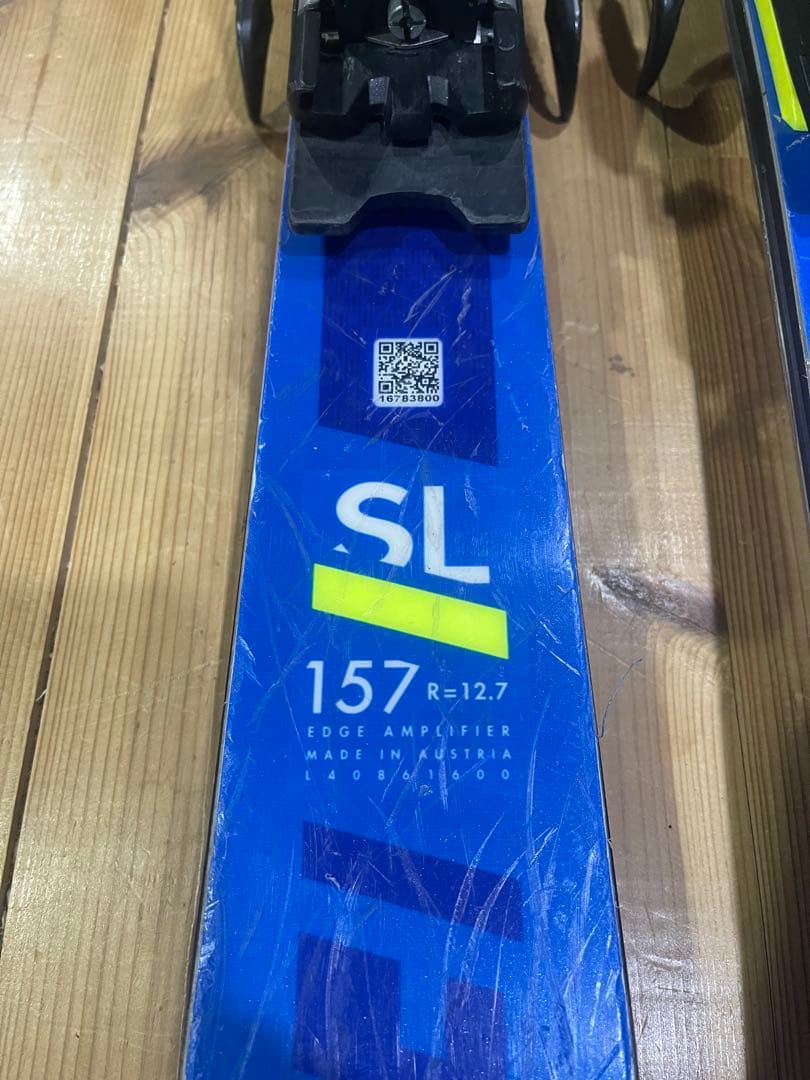 16783800
SL
157 R=12.7
EDGE AMPLIFIER
MADE IN AUSTRIA
L40861600